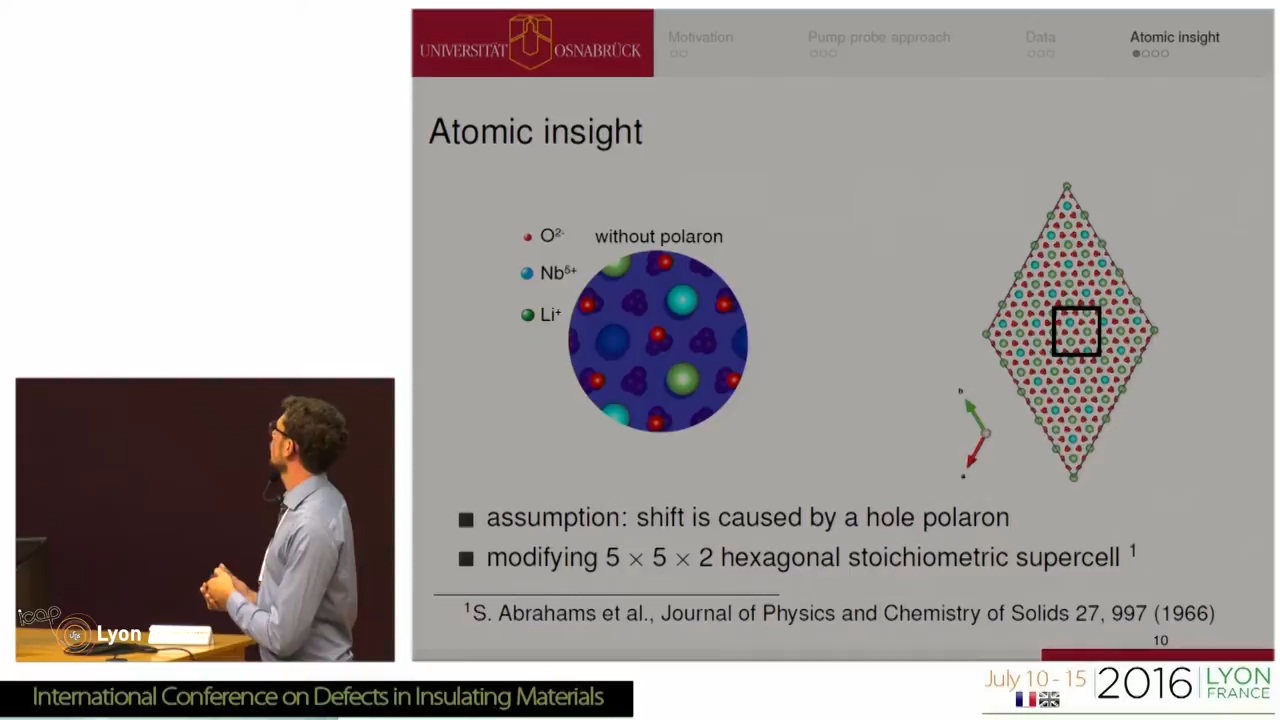 UNIVERSITÄT OSNABRÜCK
Motivation
Pump probe approach
Data
Atomic insight
Atomic insight
O²⁻
without polaron
Nb⁵⁺
Li⁺
b
a
assumption: shift is caused by a hole polaron
modifying 5 × 5 × 2 hexagonal stoichiometric supercell ¹
¹S. Abrahams et al., Journal of Physics and Chemistry of Solids 27, 997 (1966)
10
Lyon
International Conference on Defects in Insulating Materials
July 10 - 15
2016
LYON
FRANCE